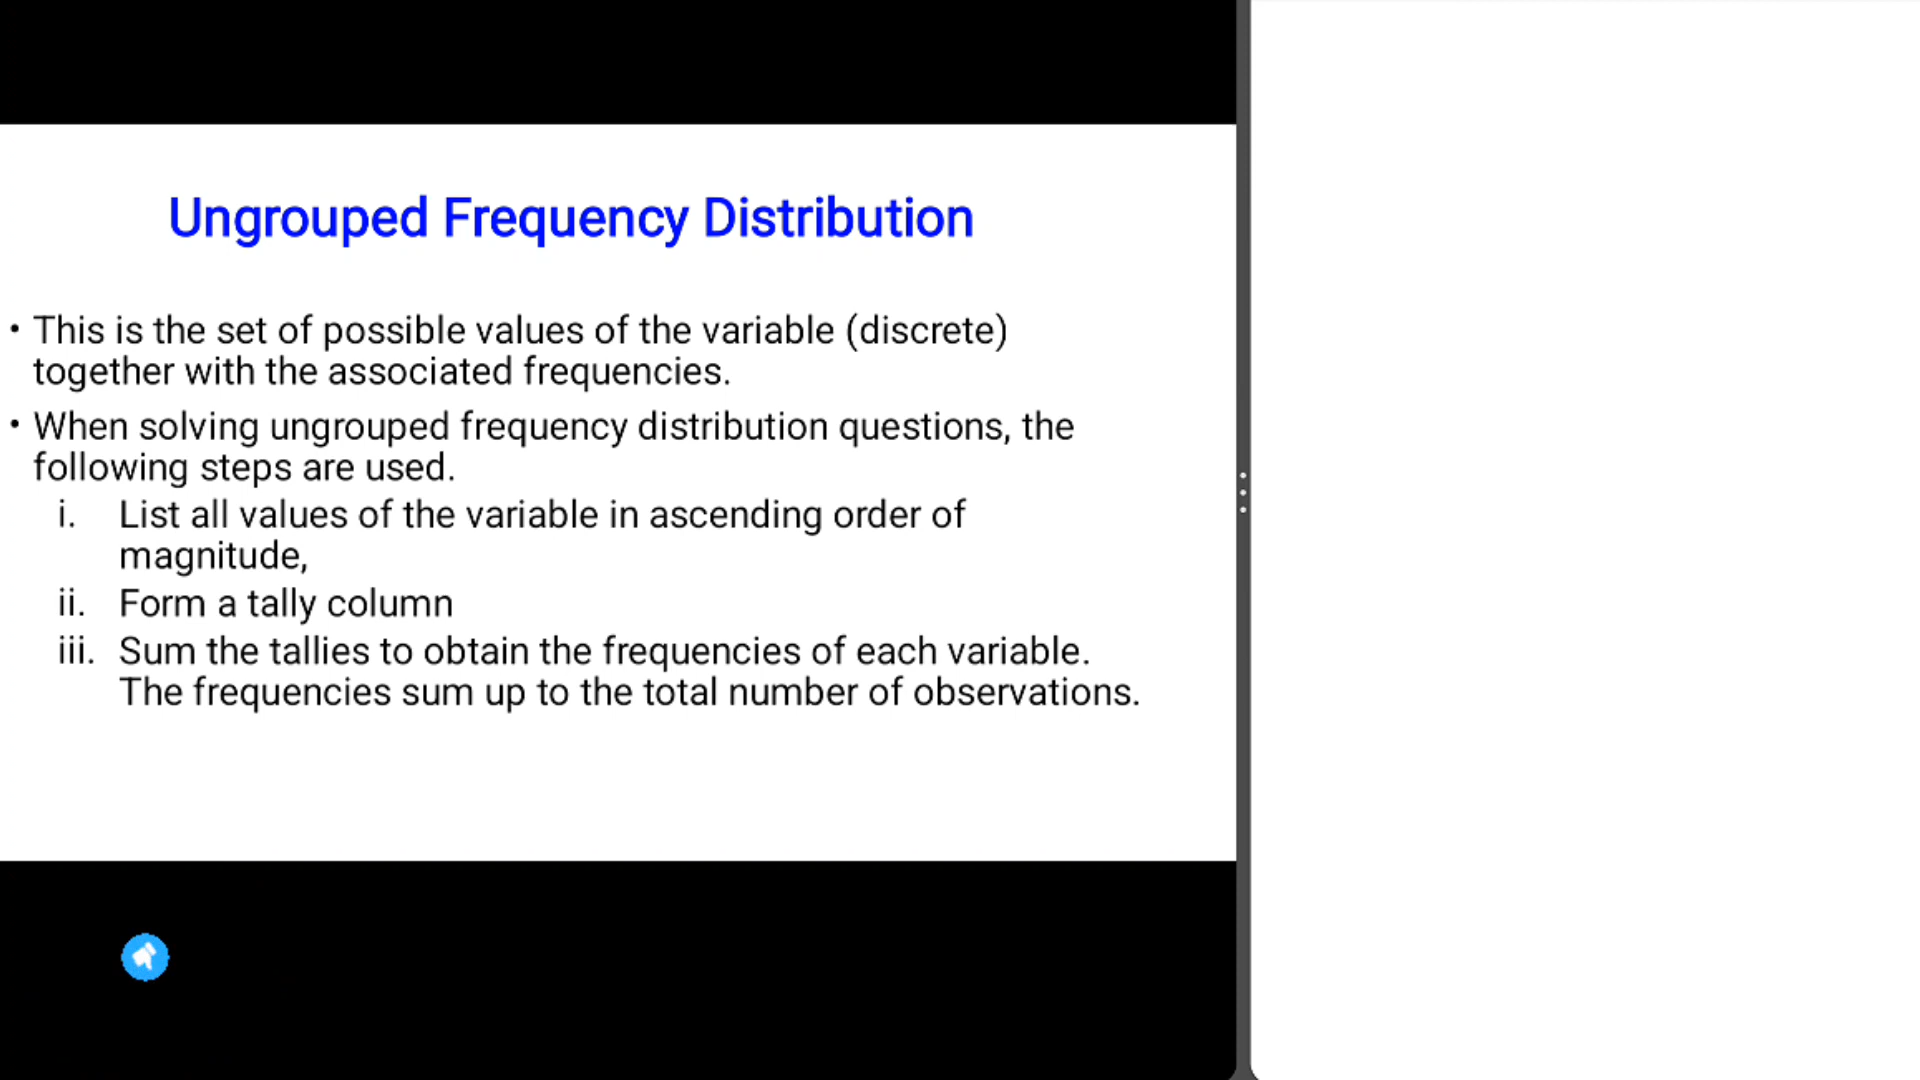 Ungrouped Frequency Distribution
• This is the set of possible values of the variable (discrete)
together with the associated frequencies.
• When solving ungrouped frequency distribution questions, the
following steps are used.
i. List all values of the variable in ascending order of
magnitude,
ii. Form a tally column
iii. Sum the tallies to obtain the frequencies of each variable.
The frequencies sum up to the total number of observations.